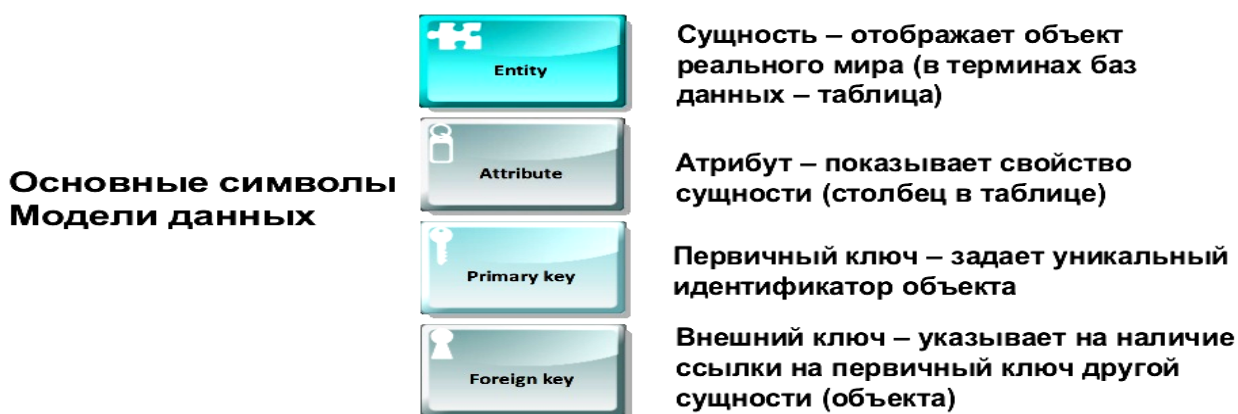 Основные символы
Модели данных
Entity
Сущность – отображает объект
реального мира (в терминах баз
данных – таблица)
Attribute
Атрибут – показывает свойство
сущности (столбец в таблице)
Primary key
Первичный ключ – задает уникальный
идентификатор объекта
Foreign key
Внешний ключ – указывает на наличие
ссылки на первичный ключ другой
сущности (объекта)